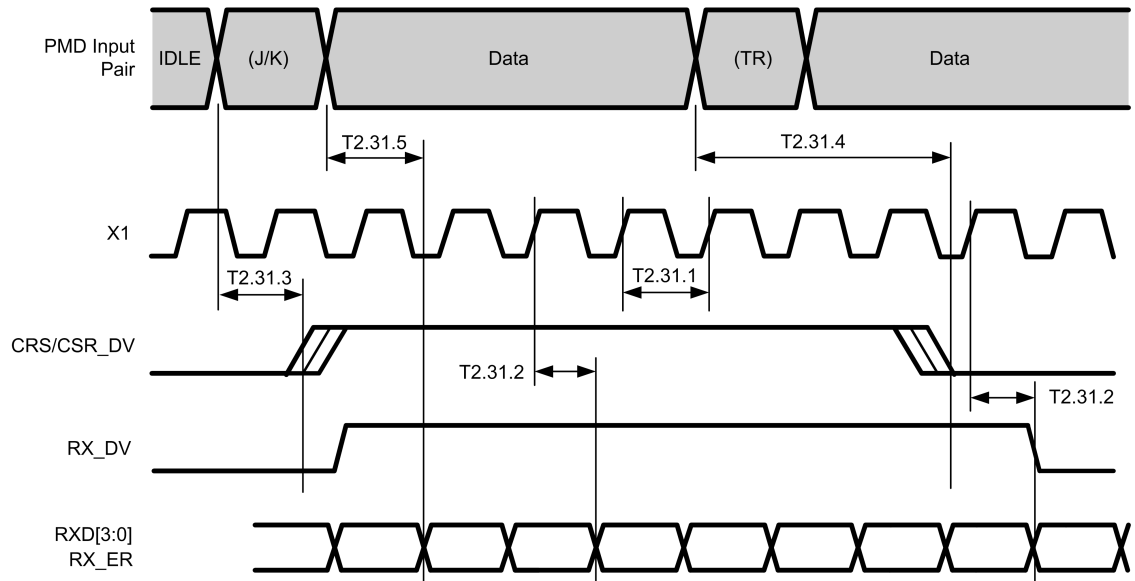 PMD Input
Pair
IDLE
(J/K)
Data
(TR)
Data
T2.31.5
T2.31.4
X1
T2.31.3
T2.31.1
CRS/CSR_DV
T2.31.2
T2.31.2
RX_DV
RXD[3:0]
RX_ER